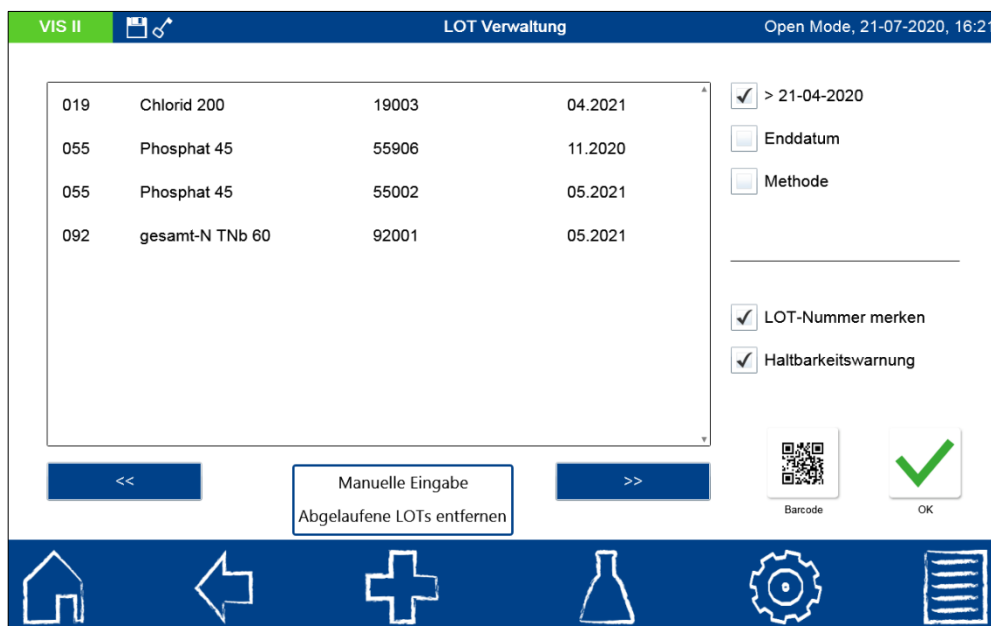 VIS II LOT Verwaltung Open Mode, 21-07-2020, 16:21
019 Chlorid 200 19003 04.2021
055 Phosphat 45 55906 11.2020
055 Phosphat 45 55002 05.2021
092 gesamt-N TNb 60 92001 05.2021
> 21-04-2020
Enddatum
Methode
LOT-Nummer merken
Haltbarkeitswarnung
<<
Manuelle Eingabe
Abgelaufene LOTs entfernen
>>
Barcode
OK